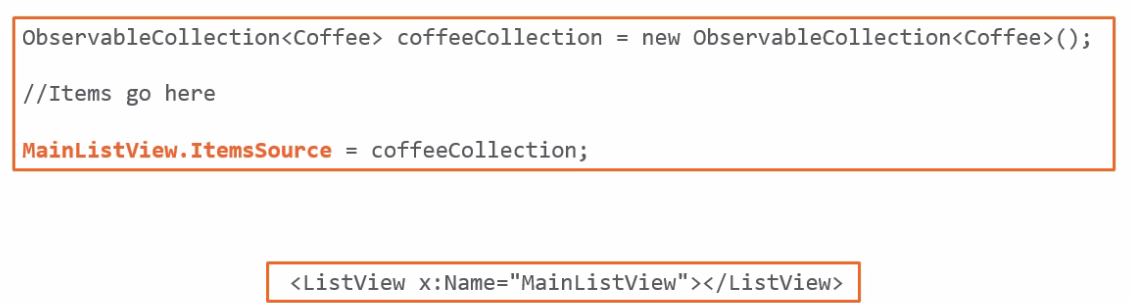 ObservableCollection<Coffee> coffeeCollection = new ObservableCollection<Coffee>();
//Items go here
MainListView.ItemsSource = coffeeCollection;
<ListView x:Name="MainListView"></ListView>